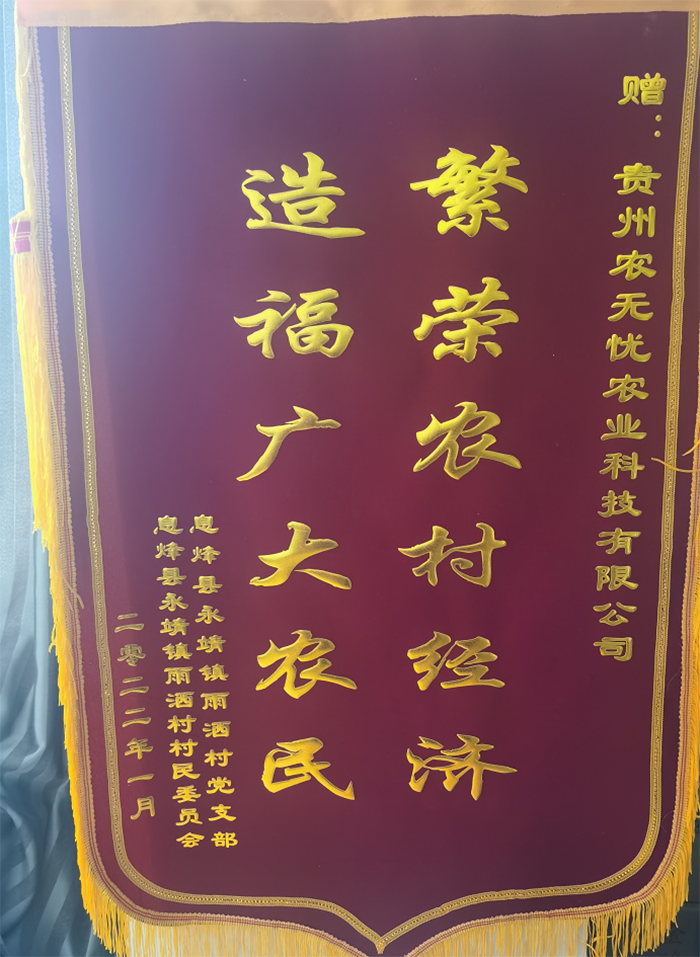 赠：贵州农无忧农业科技有限公司
繁荣农村经济
造福广大农民
息烽县永靖镇雨洒村党支部
息烽县永靖镇雨洒村村民委员会
二零二二年一月